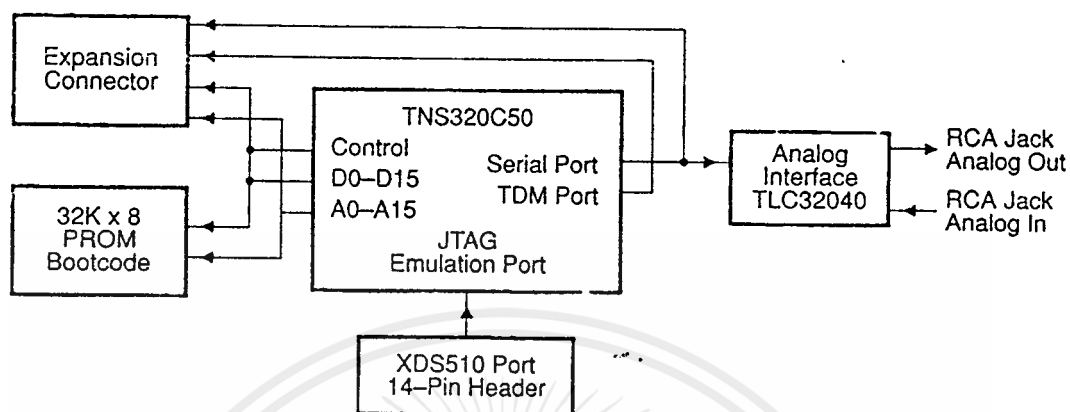 Expansion
Connector
TNS320C50
Control
D0–D15
A0–A15
Serial Port
TDM Port
JTAG
Emulation Port
Analog
Interface
TLC32040
RCA Jack
Analog Out
RCA Jack
Analog In
32K x 8
PROM
Bootcode
XDS510 Port
14–Pin Header